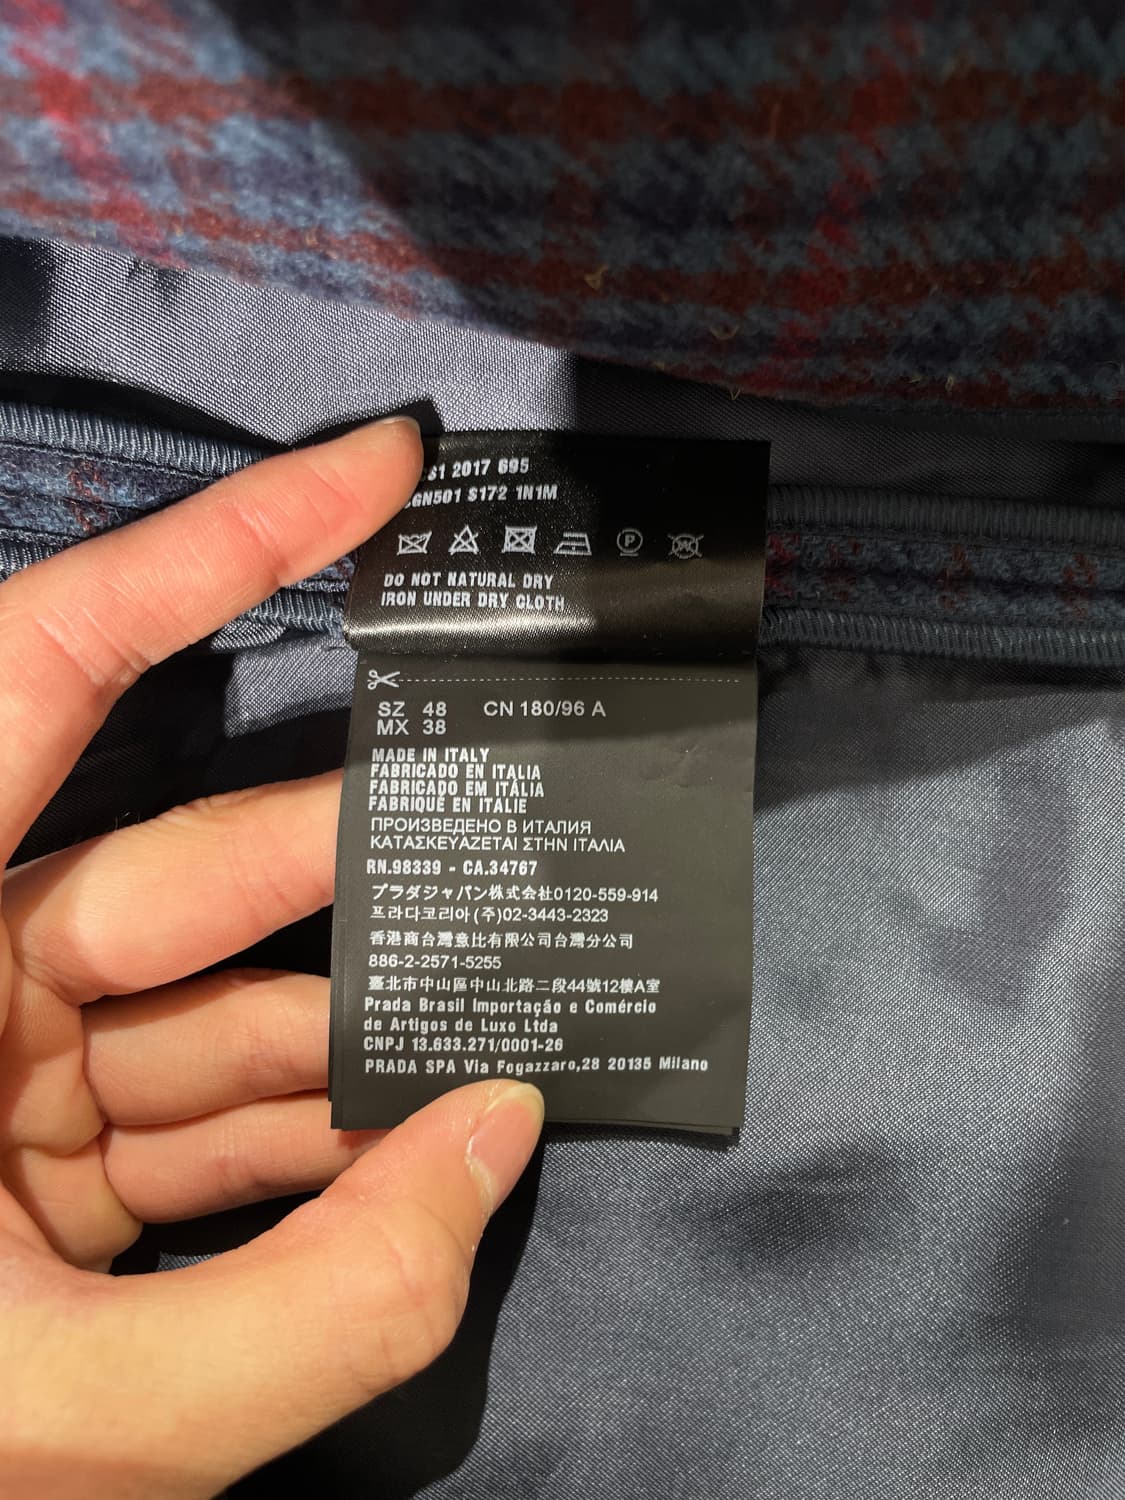 2017 695
GN501 S172 1N1M
P
W
DO NOT NATURAL DRY
IRON UNDER DRY CLOTH
SZ 48 CN 180/96 A
MX 38
MADE IN ITALY
FABRICADO EN ITALIA
FABRICADO EM ITÁLIA
FABRIQUÉ EN ITALIE
ПРОИЗВЕДЕНО В ИТАЛИЯ
ΚΑΤΑΣΚΕΥΑΖΕΤΑΙ ΣΤΗΝ ΙΤΑΛΙΑ
RN.98339 - CA.34767
プラダジャパン株式会社0120-559-914
프라다코리아(주)02-3443-2323
香港商台灣意比有限公司台灣分公司
886-2-2571-5255
臺北市中山區中山北路二段44號12樓A室
Prada Brasil Importação e Comércio
de Artigos de Luxo Ltda
CNPJ 13.633.271/0001-26
PRADA SPA Via Fogazzaro,28 20135 Milano